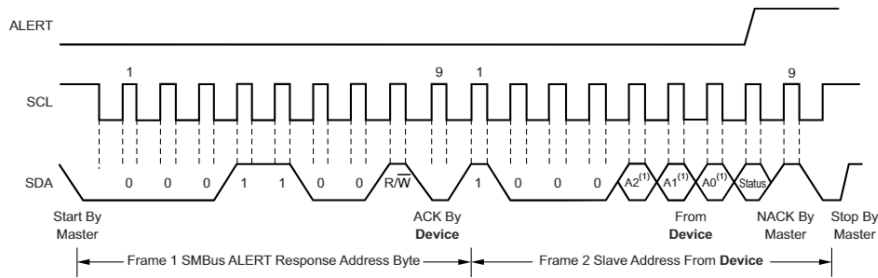 ALERT
1 9 1 9
SCL
SDA 0 0 0 1 1 0 0 R/W̅ 1 0 0 0 A2(1) A1(1) A0(1) Status
Start By Master ACK By Device From Device NACK By Master Stop By Master
Frame 1 SMBus ALERT Response Address Byte Frame 2 Slave Address From Device